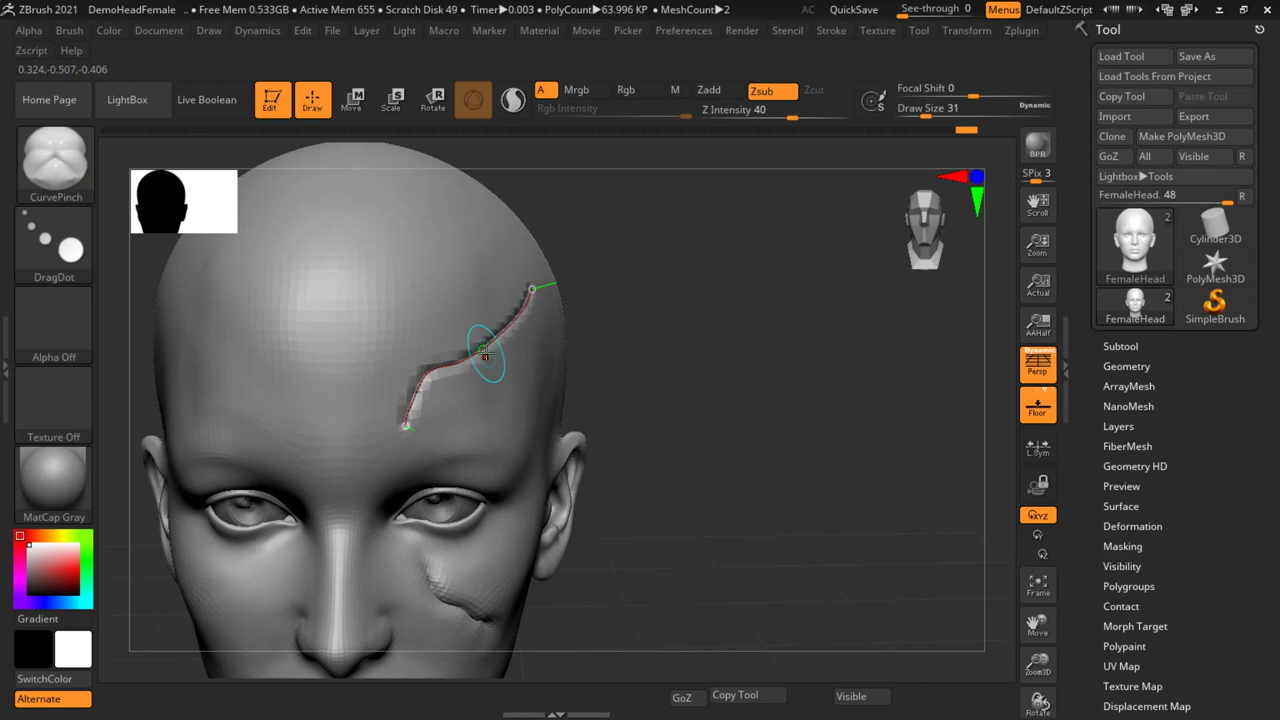 ZBrush 2021 DemoHeadFemale .. ● Free Mem 0.533GB ● Active Mem 655 ● Scratch Disk 49 ● Timer▶0.003 ● PolyCount▶63.996 KP ● MeshCount▶2 AC QuickSave See-through 0 Menus DefaultZScript
Alpha Brush Color Document Draw Dynamics Edit File Layer Light Macro Marker Material Movie Picker Preferences Render Stencil Stroke Texture Tool Transform Zplugin
Zscript Help
0.324,-0.507,-0.406
Home Page LightBox Live Boolean Edit Draw Move Scale Rotate
A Mrgb Rgb M Zadd Zsub Zcut
Rgb Intensity Z Intensity 40
Focal Shift 0
Draw Size 31 Dynamic
S
CurvePinch
DragDot
Alpha Off
Texture Off
MatCap Gray
Gradient
SwitchColor
Alternate
BPR
SPix 3
Scroll
Zoom
Actual
AAHalf
Dynamic
Persp
Floor
L.Sym
XYZ
Y
Z
Frame
Move
Zoom3D
Rotate
GoZ Copy Tool Visible
Tool
Load Tool Save As
Load Tools From Project
Copy Tool Paste Tool
Import Export
Clone Make PolyMesh3D
GoZ All Visible R
Lightbox▶Tools
FemaleHead. 48 R
2
FemaleHead
Cylinder3D
PolyMesh3D
2
FemaleHead
SimpleBrush
Subtool
Geometry
ArrayMesh
NanoMesh
Layers
FiberMesh
Geometry HD
Preview
Surface
Deformation
Masking
Visibility
Polygroups
Contact
Morph Target
Polypaint
UV Map
Texture Map
Displacement Map